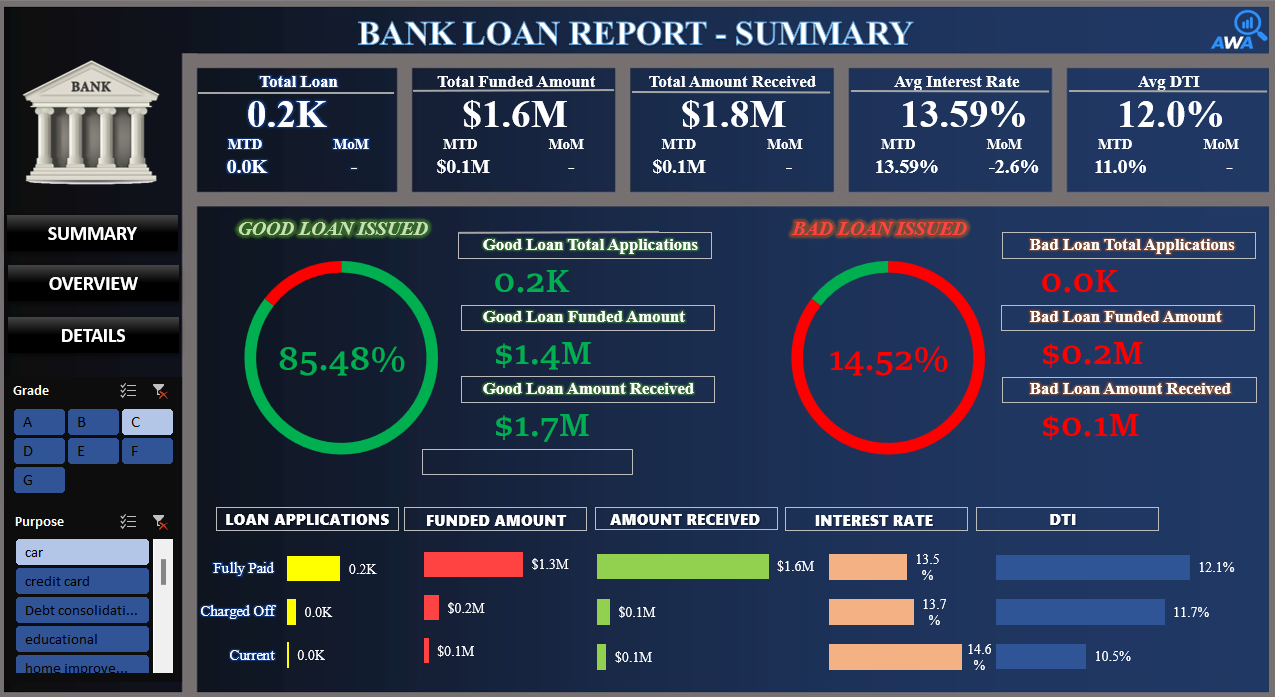 BANK LOAN REPORT - SUMMARY
AWA
BANK
Total Loan
0.2K
MTD MoM
0.0K -
Total Funded Amount
$1.6M
MTD MoM
$0.1M -
Total Amount Received
$1.8M
MTD MoM
$0.1M -
Avg Interest Rate
13.59%
MTD MoM
13.59% -2.6%
Avg DTI
12.0%
MTD MoM
11.0% -
SUMMARY
OVERVIEW
DETAILS
Grade
A B C
D E F
G
Purpose
car
credit card
Debt consolidati...
educational
home improve...
GOOD LOAN ISSUED
85.48%
Good Loan Total Applications
0.2K
Good Loan Funded Amount
$1.4M
Good Loan Amount Received
$1.7M
BAD LOAN ISSUED
14.52%
Bad Loan Total Applications
0.0K
Bad Loan Funded Amount
$0.2M
Bad Loan Amount Received
$0.1M
LOAN APPLICATIONS FUNDED AMOUNT AMOUNT RECEIVED INTEREST RATE DTI
Fully Paid 0.2K $1.3M $1.6M 13.5% 12.1%
Charged Off 0.0K $0.2M $0.1M 13.7% 11.7%
Current 0.0K $0.1M $0.1M 14.6% 10.5%